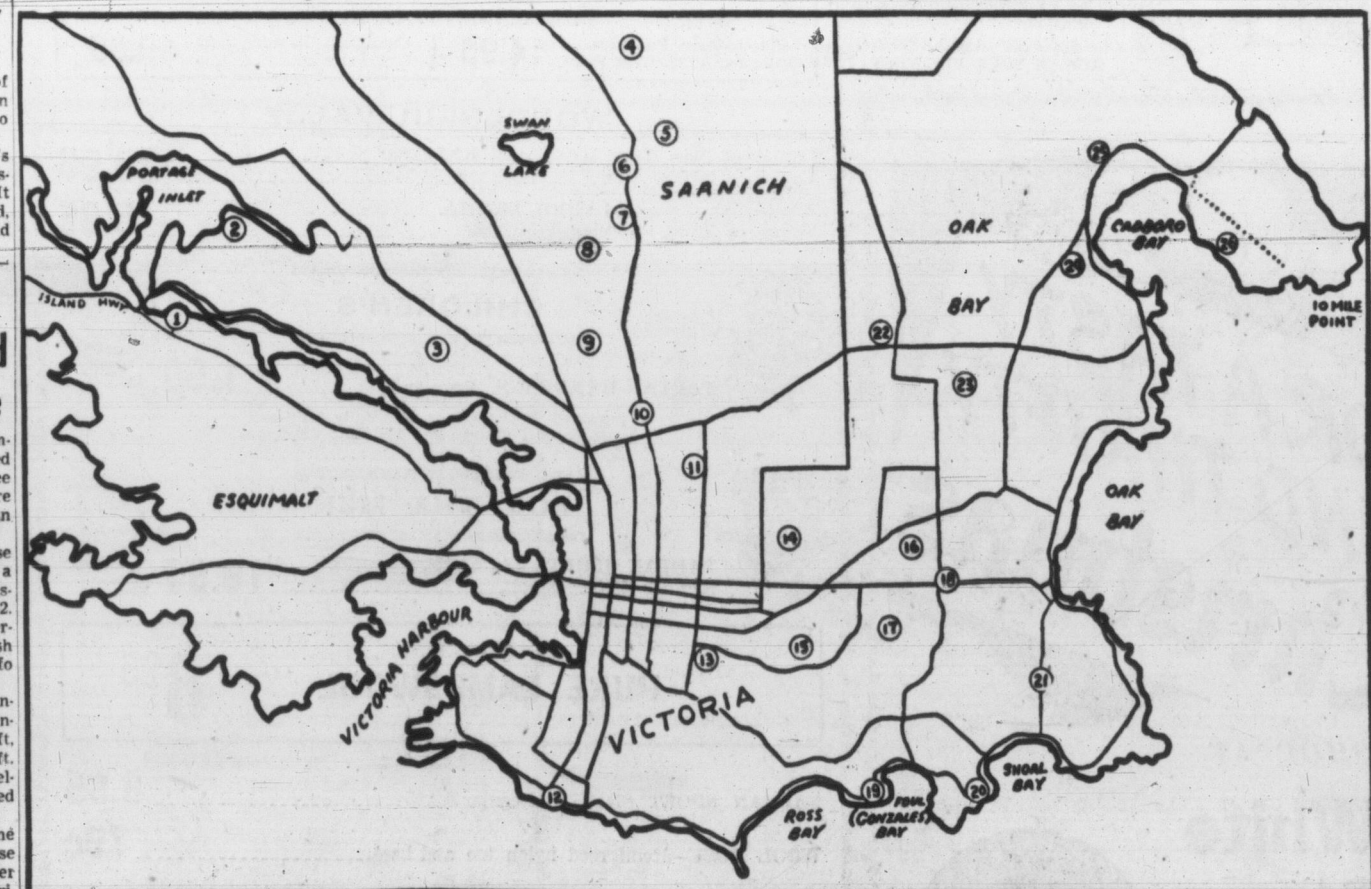 4
SWAN
LAKE
5
6
SAANICH
7
8
9
10
PORTAGE
INLET
2
ISLAND HWY.
1
3
25
OAK
BAY
CADBORO
BAY
24
10 MILE
POINT
22
23
11
OAK
BAY
ESQUIMALT
14
16
18
17
15
13
21
VICTORIA HARBOUR
VICTORIA
12
19
20
ROSS
BAY
FOUL
(GONZALES)
BAY
SHOAL
BAY